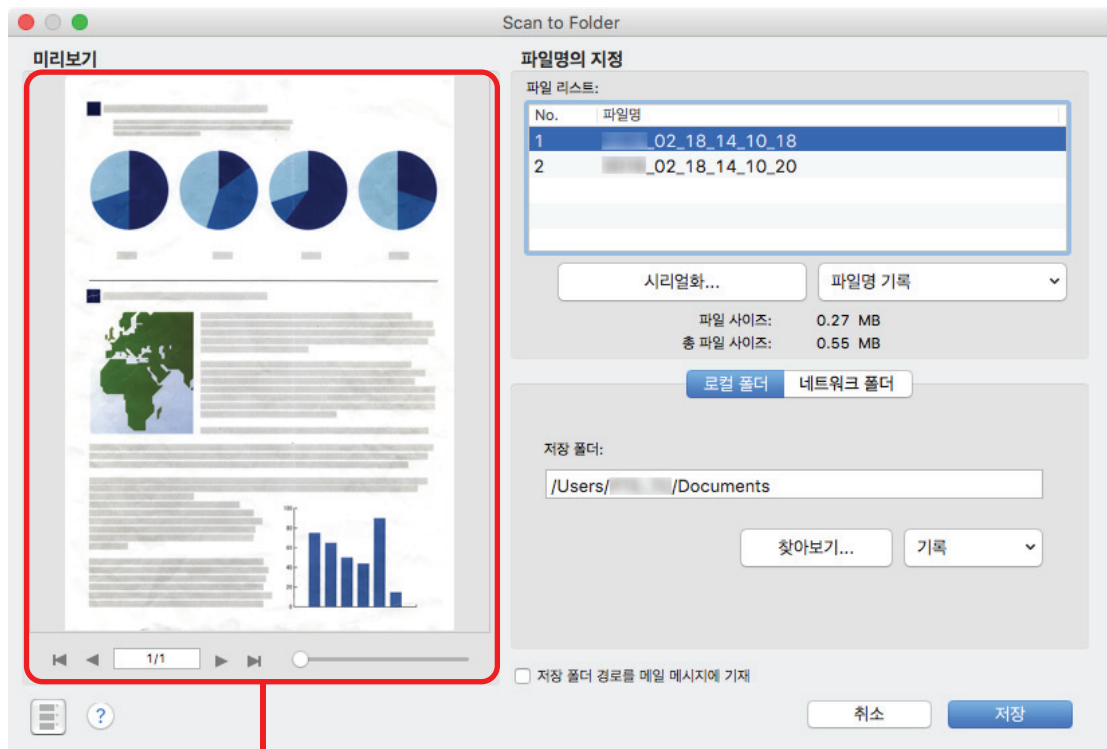 Scan to Folder
미리보기
파일명의 지정
파일 리스트:
No. 파일명
1 _02_18_14_10_18
2 _02_18_14_10_20
시리얼화... 파일명 기록
파일 사이즈: 0.27 MB
총 파일 사이즈: 0.55 MB
로컬 폴더 네트워크 폴더
저장 폴더:
/Users/ /Documents
찾아보기... 기록
1/1
저장 폴더 경로를 메일 메시지에 기재
?
취소 저장